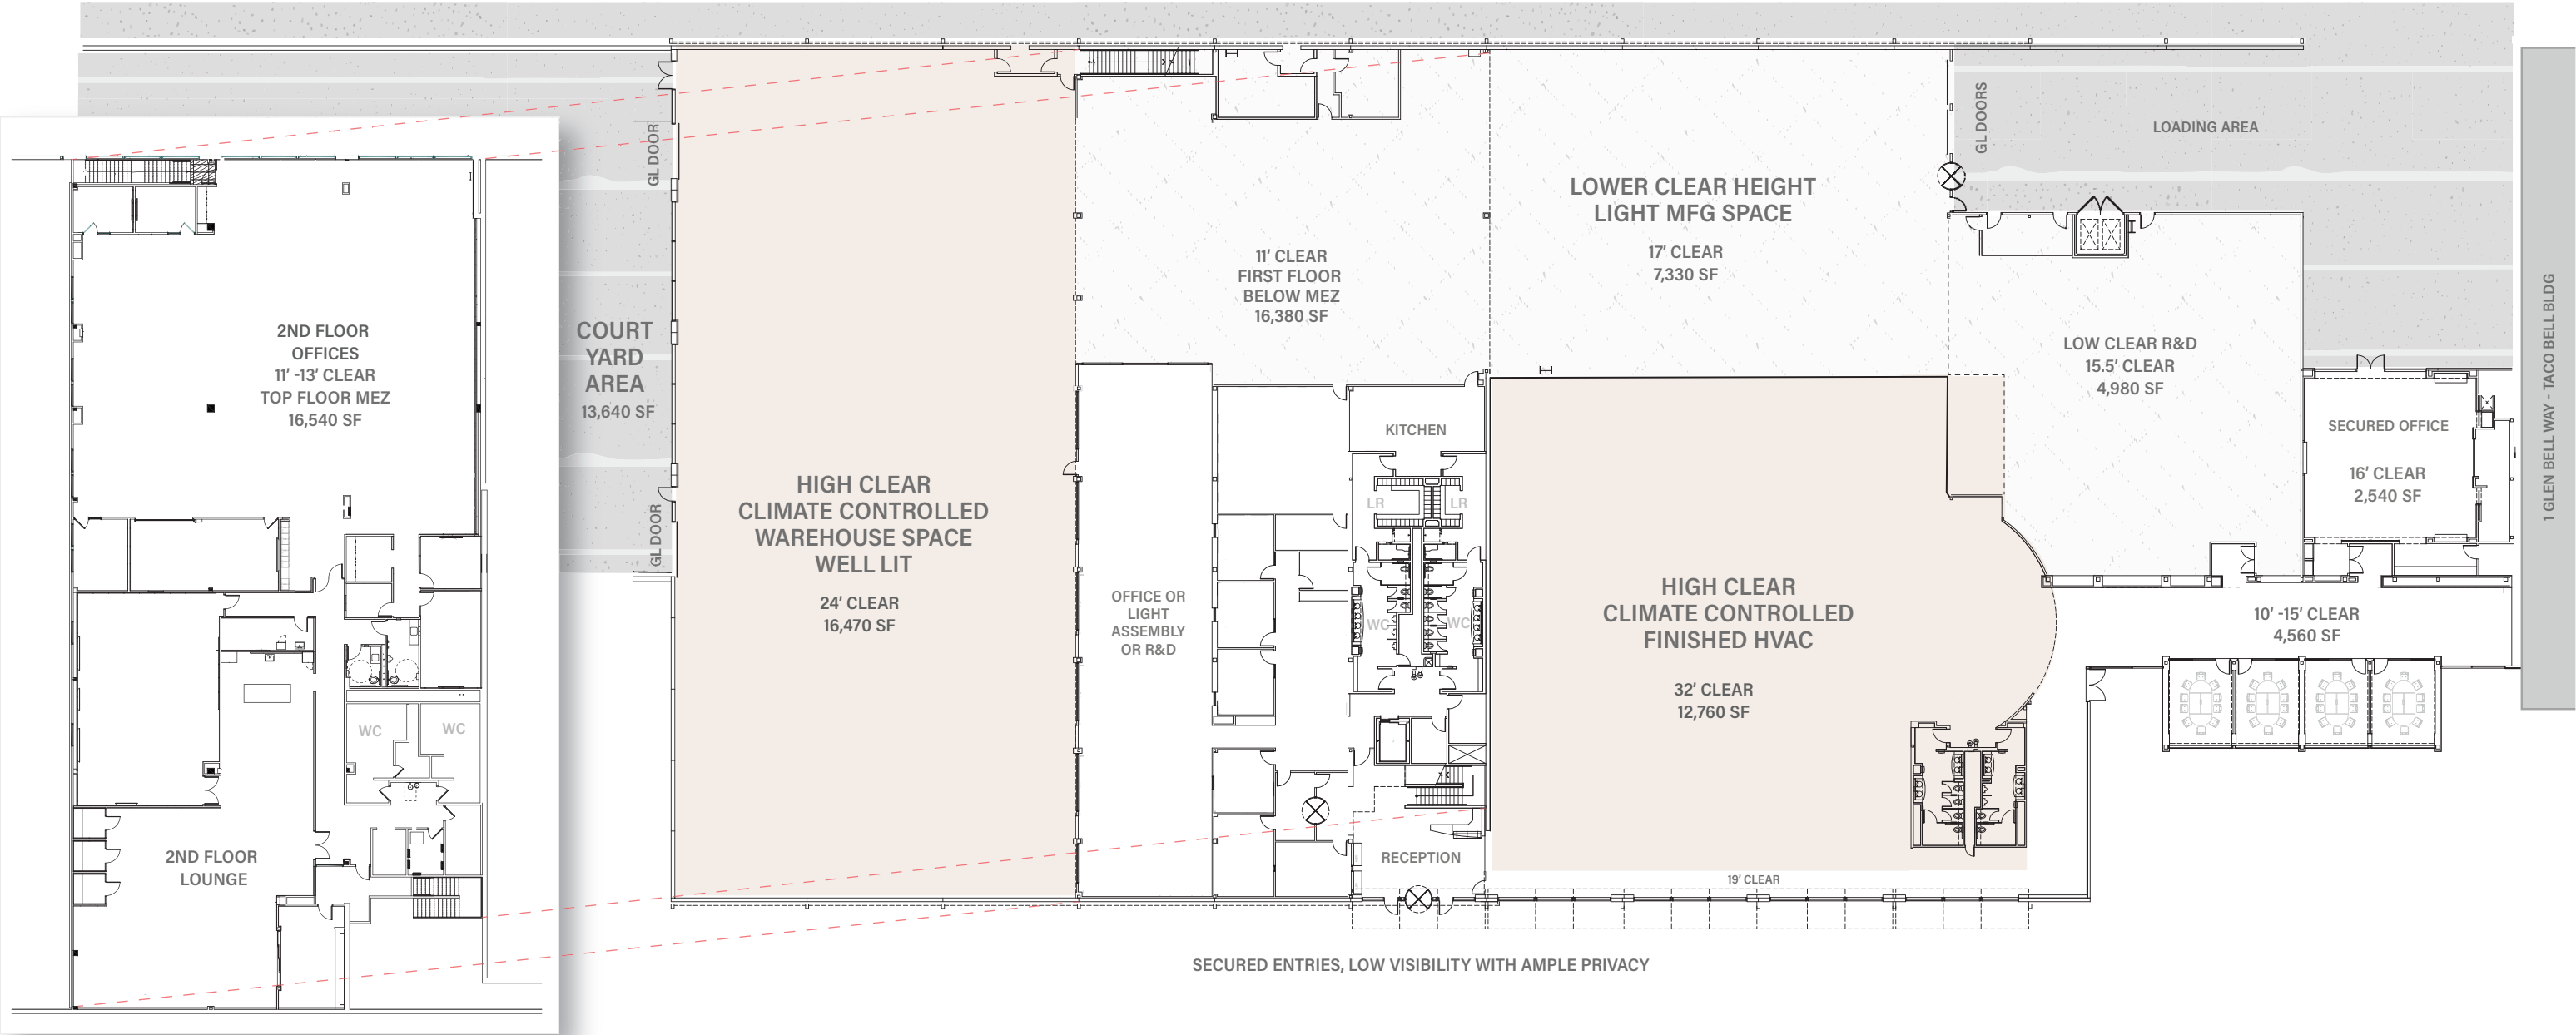 2ND FLOOR
OFFICES
11' -13' CLEAR
TOP FLOOR MEZ
16,540 SF
WC
WC
2ND FLOOR
LOUNGE
COURT
YARD
AREA
13,640 SF
GL DOOR
GL DOOR
HIGH CLEAR
CLIMATE CONTROLLED
WAREHOUSE SPACE
WELL LIT
24' CLEAR
16,470 SF
11' CLEAR
FIRST FLOOR
BELOW MEZ
16,380 SF
OFFICE OR
LIGHT
ASSEMBLY
OR R&D
KITCHEN
LR
LR
WC
WC
RECEPTION
LOWER CLEAR HEIGHT
LIGHT MFG SPACE
17' CLEAR
7,330 SF
HIGH CLEAR
CLIMATE CONTROLLED
FINISHED HVAC
32' CLEAR
12,760 SF
19' CLEAR
GL DOORS
LOADING AREA
LOW CLEAR R&D
15.5' CLEAR
4,980 SF
SECURED OFFICE
16' CLEAR
2,540 SF
10' -15' CLEAR
4,560 SF
1 GLEN BELL WAY - TACO BELL BLDG
SECURED ENTRIES, LOW VISIBILITY WITH AMPLE PRIVACY